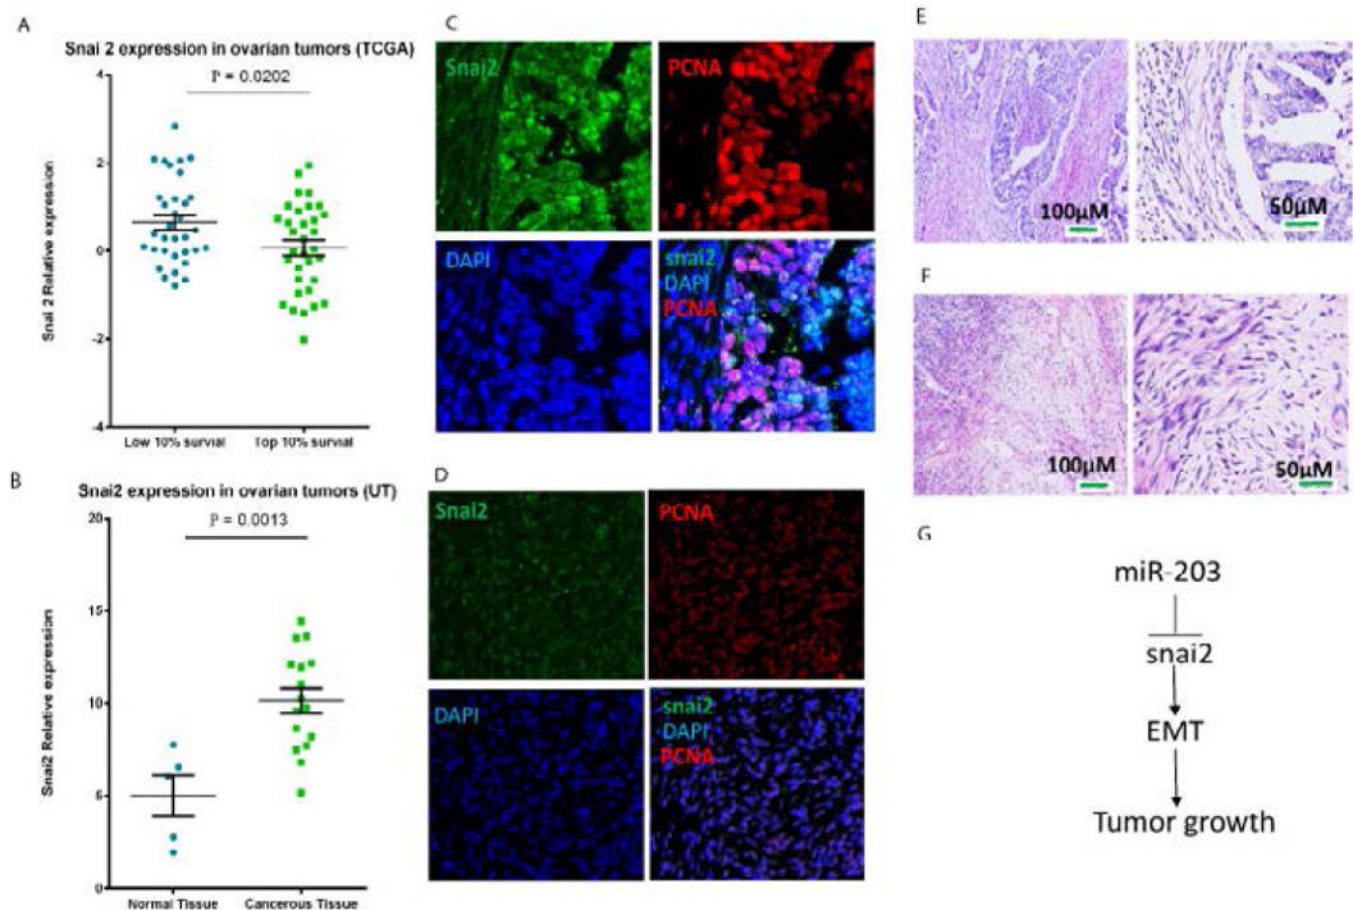 A
Snai 2 expression in ovarian tumors (TCGA)
P = 0.0202
4
2
0
-2
-4
Snai 2 Relative expression
Low 10% survial
Top 10% survial
B
Snai2 expression in ovarian tumors (UT)
P = 0.0013
20
15
10
5
0
Snai2 Relative expression
Normal Tissue
Cancerous Tissue
C
Snai2
PCNA
DAPI
snai2
DAPI
PCNA
D
Snai2
PCNA
DAPI
snai2
DAPI
PCNA
E
100µM
50µM
F
100µM
50µM
G
miR-203
snai2
EMT
Tumor growth